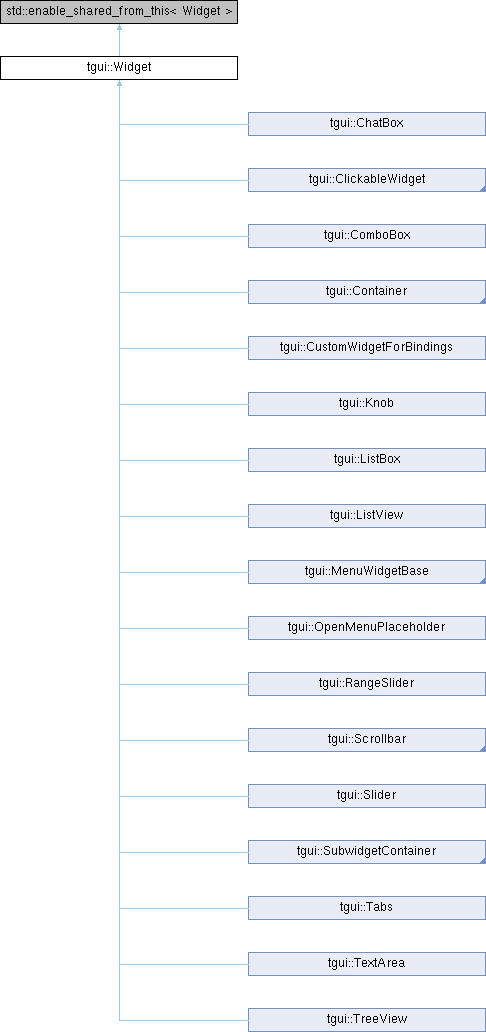 std::enable_shared_from_this< Widget >
tgui::Widget
tgui::ChatBox
tgui::ClickableWidget
tgui::ComboBox
tgui::Container
tgui::CustomWidgetForBindings
tgui::Knob
tgui::ListBox
tgui::ListView
tgui::MenuWidgetBase
tgui::OpenMenuPlaceholder
tgui::RangeSlider
tgui::Scrollbar
tgui::Slider
tgui::SubwidgetContainer
tgui::Tabs
tgui::TextArea
tgui::TreeView